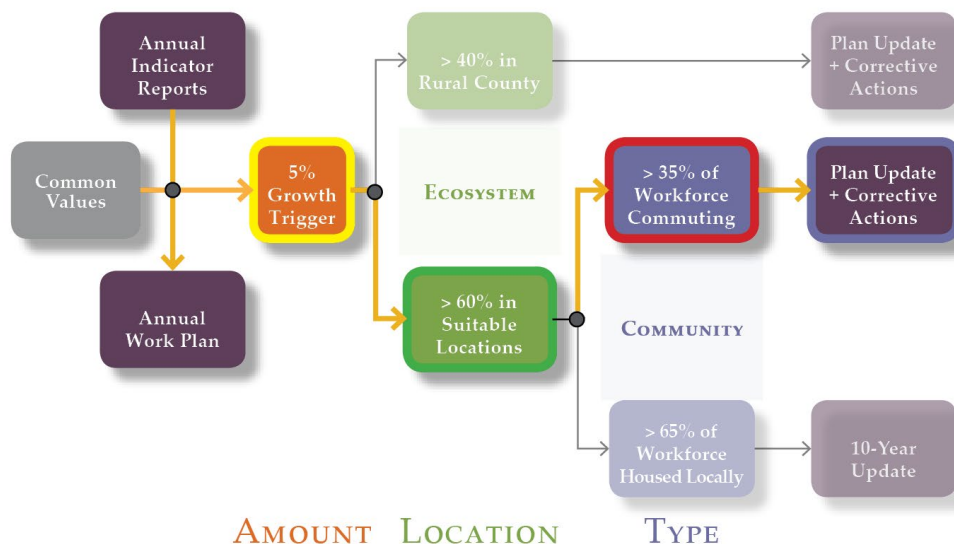 Annual
Indicator
Reports
> 40% in
Rural County
Plan Update
+ Corrective
Actions
Common
Values
5%
Growth
Trigger
Ecosystem
> 35% of
Workforce
Commuting
Plan Update
+ Corrective
Actions
Annual
Work Plan
> 60% in
Suitable
Locations
Community
> 65% of
Workforce
Housed Locally
10-Year
Update
Amount Location Type